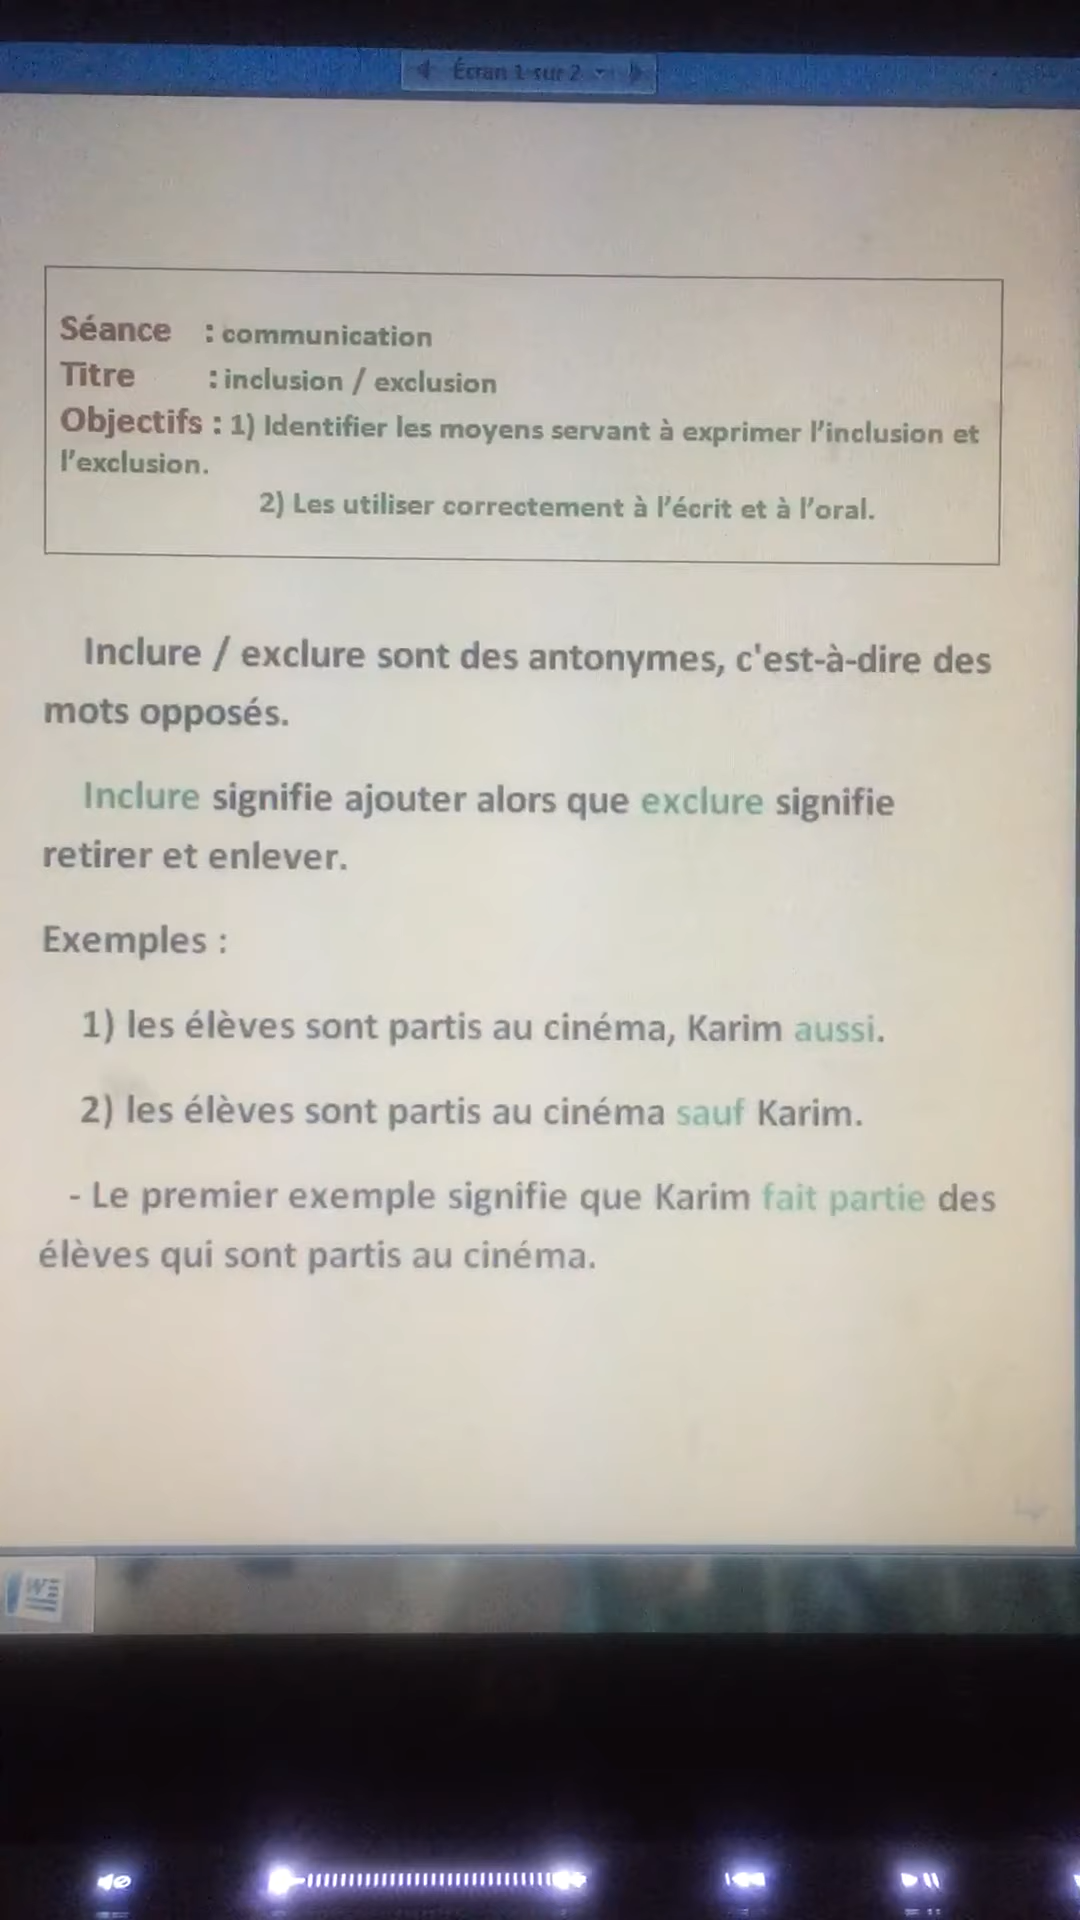 Écran 1 sur 2
Séance : communication
Titre : inclusion / exclusion
Objectifs : 1) Identifier les moyens servant à exprimer l'inclusion et
l'exclusion.
2) Les utiliser correctement à l'écrit et à l'oral.
Inclure / exclure sont des antonymes, c'est-à-dire des
mots opposés.
Inclure signifie ajouter alors que exclure signifie
retirer et enlever.
Exemples :
1) les élèves sont partis au cinéma, Karim aussi.
2) les élèves sont partis au cinéma sauf Karim.
- Le premier exemple signifie que Karim fait partie des
élèves qui sont partis au cinéma.
W